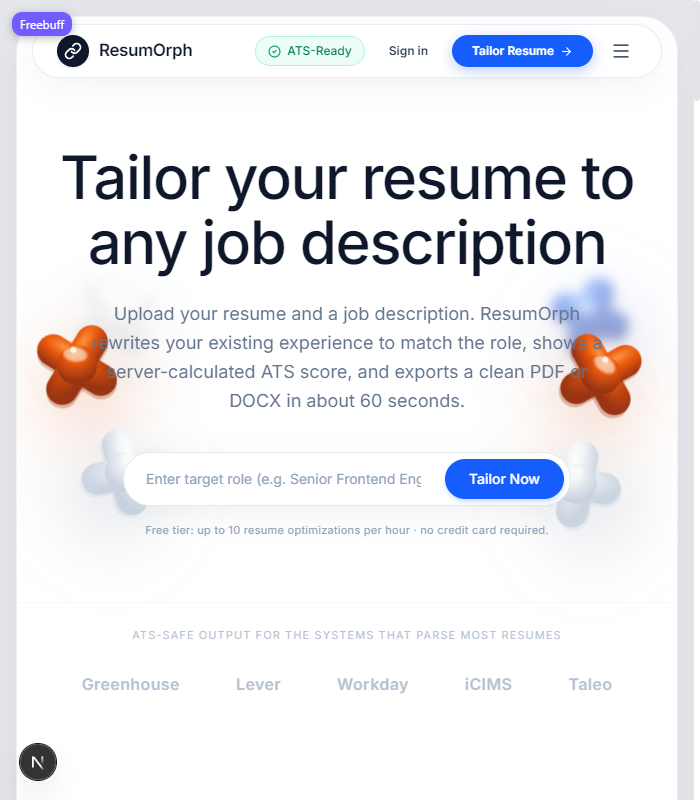 Freebuff
ResumOrph
ATS-Ready
Sign in
Tailor Resume →
Tailor your resume to
any job description
Upload your resume and a job description. ResumOrph
rewrites your existing experience to match the role, shows a
server-calculated ATS score, and exports a clean PDF or
DOCX in about 60 seconds.
Enter target role (e.g. Senior Frontend Eng
Tailor Now
Free tier: up to 10 resume optimizations per hour · no credit card required.
ATS-SAFE OUTPUT FOR THE SYSTEMS THAT PARSE MOST RESUMES
Greenhouse Lever Workday iCIMS Taleo
N